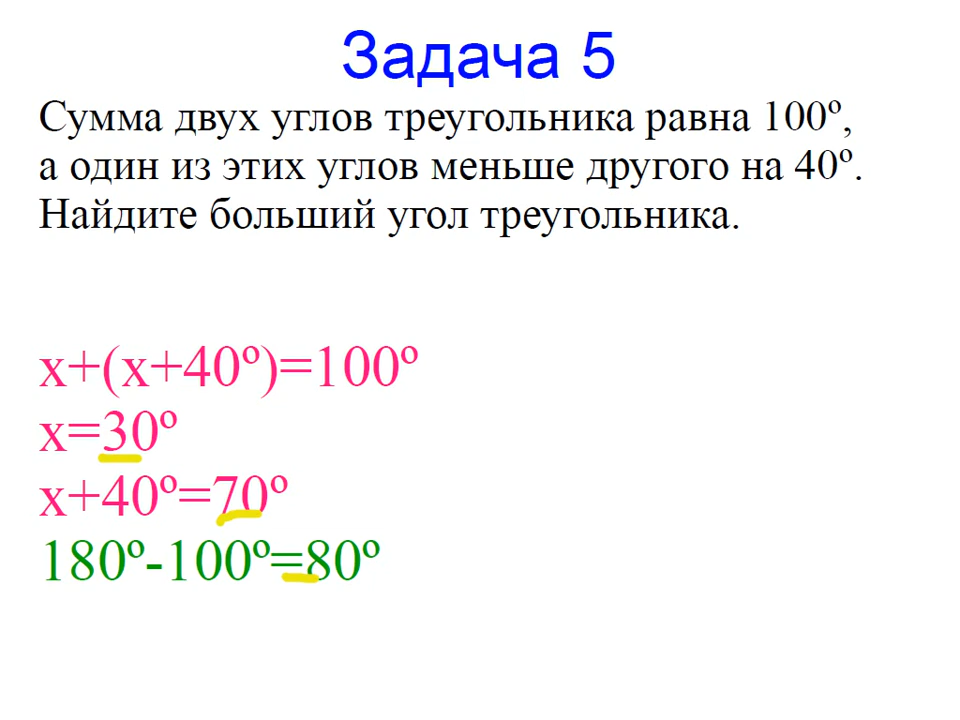 Задача 5
Сумма двух углов треугольника равна 100º,
а один из этих углов меньше другого на 40º.
Найдите больший угол треугольника.
x+(x+40º)=100º
x=30º
x+40º=70º
180º-100º=80º